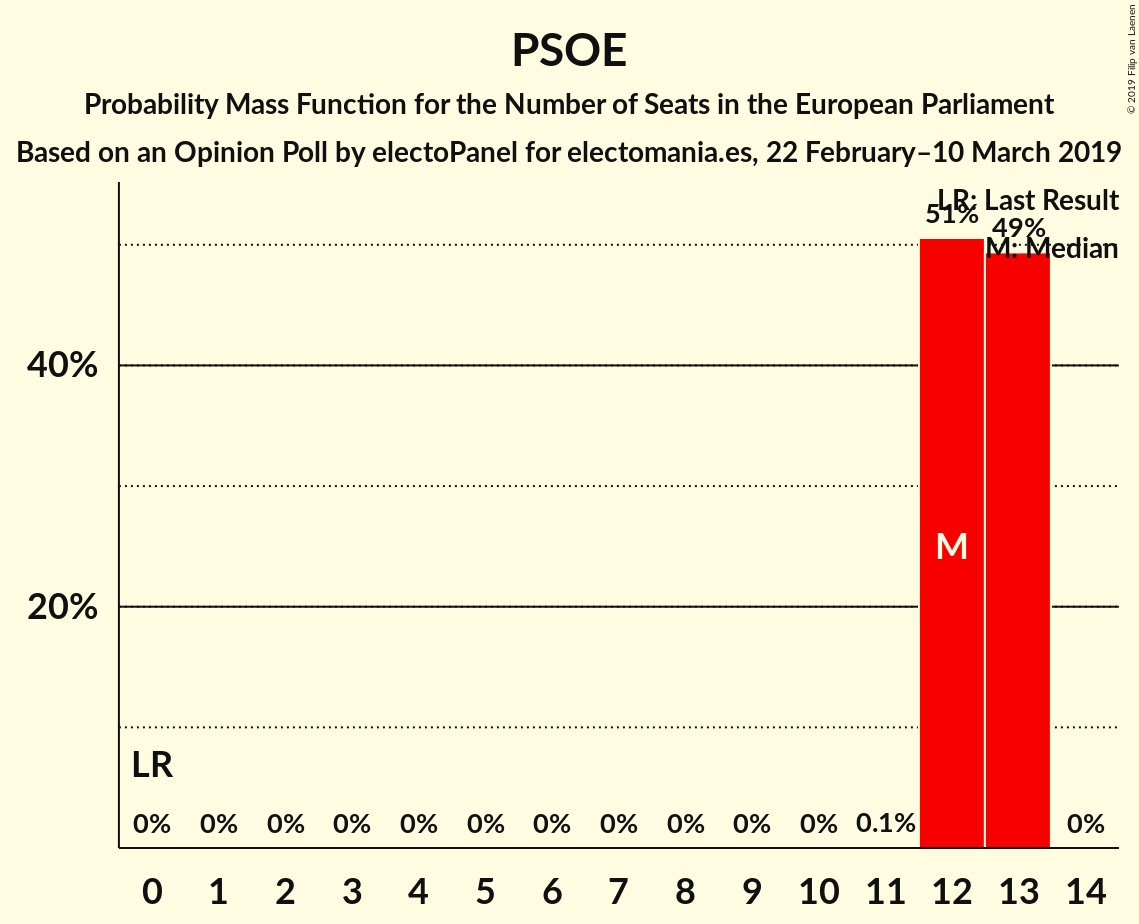 PSOE
Probability Mass Function for the Number of Seats in the European Parliament
Based on an Opinion Poll by electoPanel for electomania.es, 22 February–10 March 2019
© 2019 Filip van Laenen
LR: Last Result
M: Median
51%
49%
40%
20%
M
LR
0% 0% 0% 0% 0% 0% 0% 0% 0% 0% 0% 0.1% 0%
0 1 2 3 4 5 6 7 8 9 10 11 12 13 14